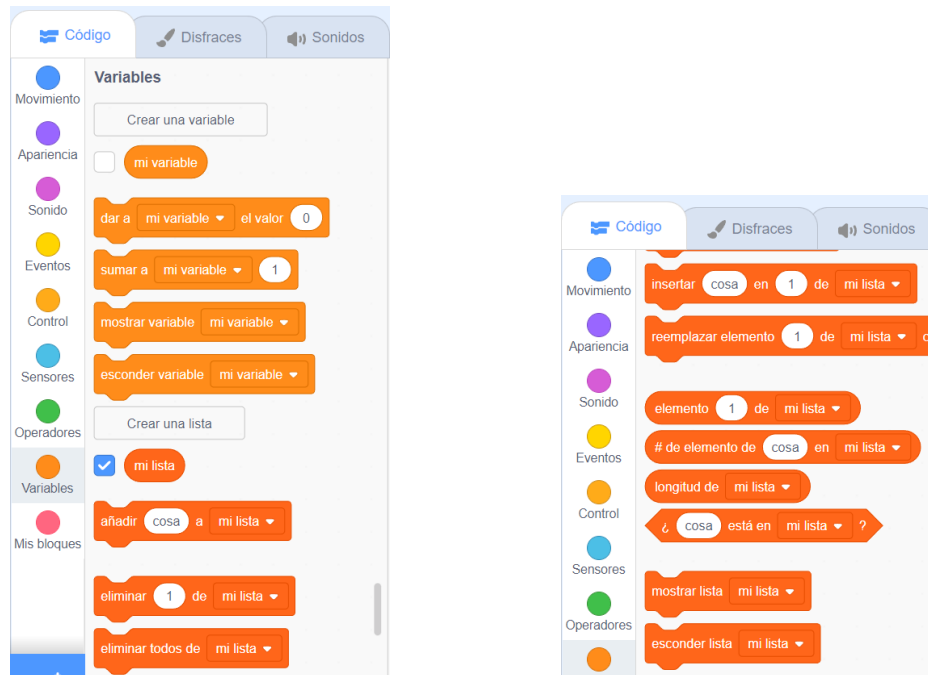 Código Disfraces Sonidos
Movimiento
Apariencia
Sonido
Eventos
Control
Sensores
Operadores
Variables
Mis bloques
Variables
Crear una variable
mi variable
dar a mi variable el valor 0
sumar a mi variable 1
mostrar variable mi variable
esconder variable mi variable
Crear una lista
mi lista
añadir cosa a mi lista
eliminar 1 de mi lista
eliminar todos de mi lista
Código Disfraces Sonidos
Movimiento
Apariencia
Sonido
Eventos
Control
Sensores
Operadores
insertar cosa en 1 de mi lista
reemplazar elemento 1 de mi lista
elemento 1 de mi lista
# de elemento de cosa en mi lista
longitud de mi lista
¿ cosa está en mi lista ?
mostrar lista mi lista
esconder lista mi lista